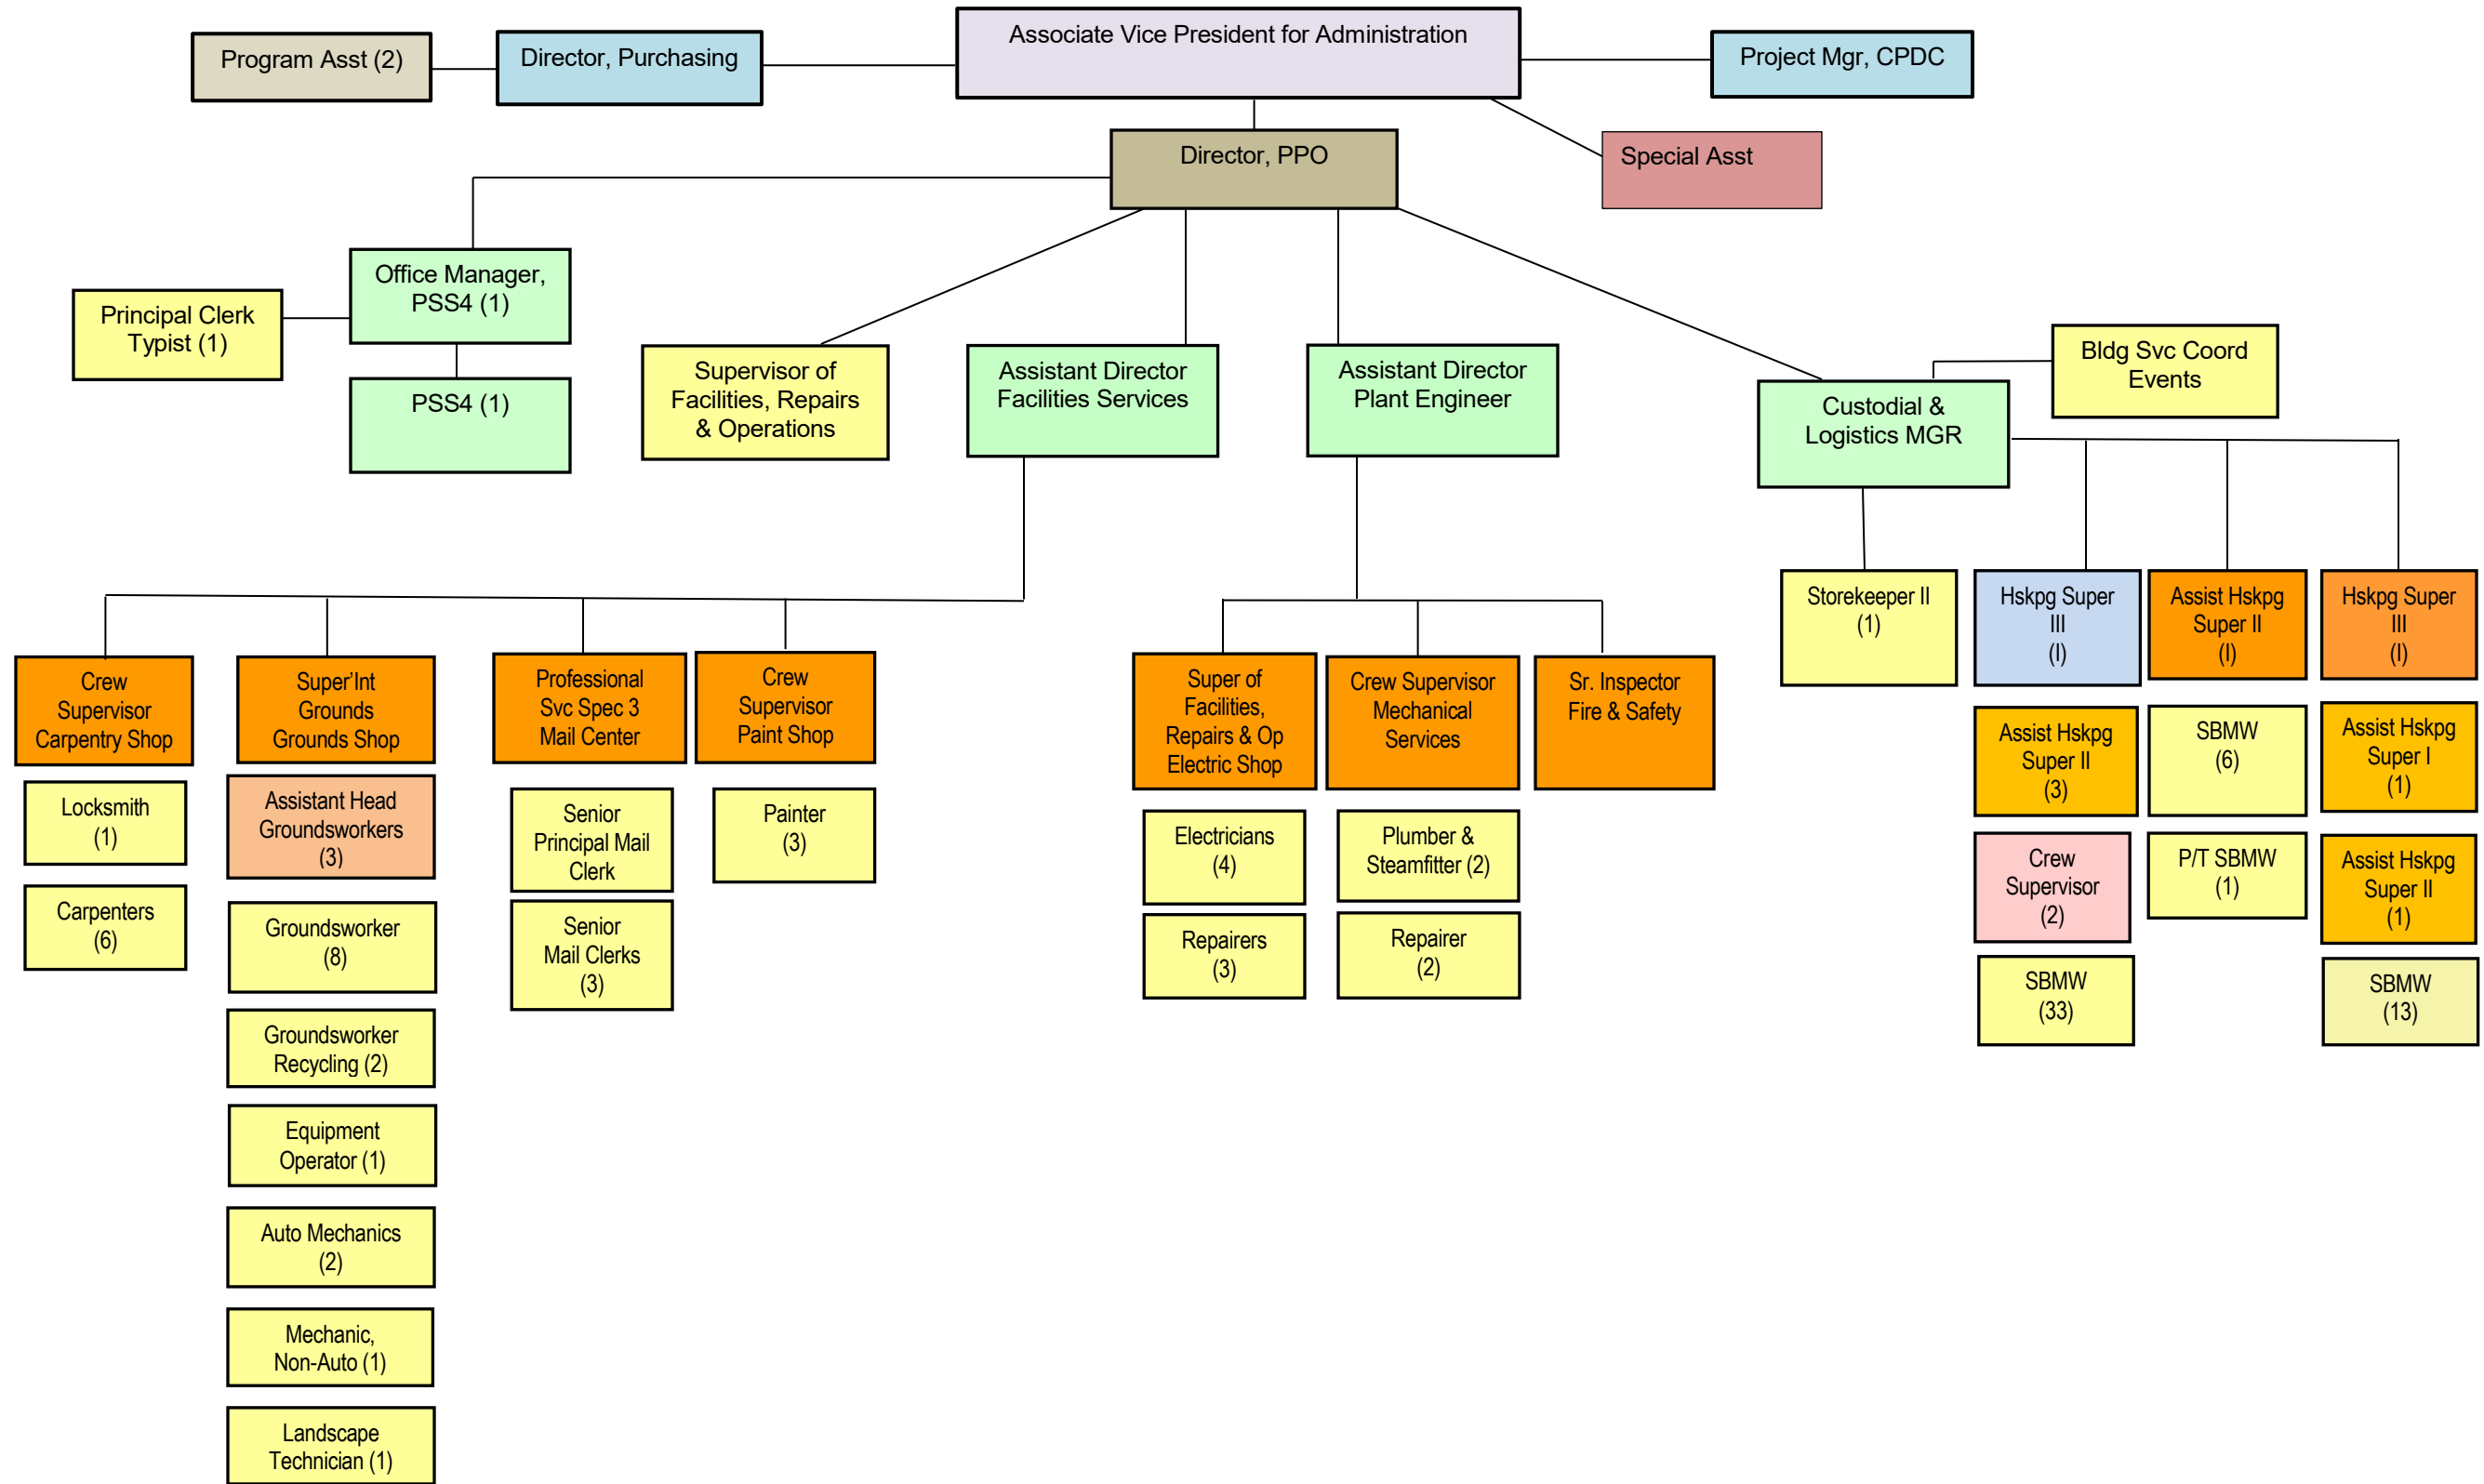 Associate Vice President for Administration
Program Asst (2)
Director, Purchasing
Project Mgr, CPDC
Director, PPO
Special Asst
Office Manager,
PSS4 (1)
Principal Clerk
Typist (1)
PSS4 (1)
Supervisor of
Facilities, Repairs
& Operations
Assistant Director
Facilities Services
Assistant Director
Plant Engineer
Custodial &
Logistics MGR
Bldg Svc Coord
Events
Crew
Supervisor
Carpentry Shop
Locksmith
(1)
Carpenters
(6)
Super'Int
Grounds
Grounds Shop
Assistant Head
Groundsworkers
(3)
Groundsworker
(8)
Groundsworker
Recycling (2)
Equipment
Operator (1)
Auto Mechanics
(2)
Mechanic,
Non-Auto (1)
Landscape
Technician (1)
Professional
Svc Spec 3
Mail Center
Senior
Principal Mail
Clerk
Senior
Mail Clerks
(3)
Crew
Supervisor
Paint Shop
Painter
(3)
Super of
Facilities,
Repairs & Op
Electric Shop
Electricians
(4)
Repairers
(3)
Crew Supervisor
Mechanical
Services
Plumber &
Steamfitter (2)
Repairer
(2)
Sr. Inspector
Fire & Safety
Storekeeper II
(1)
Hskpg Super
III
(I)
Assist Hskpg
Super II
(3)
Crew
Supervisor
(2)
SBMW
(33)
Assist Hskpg
Super II
(I)
SBMW
(6)
P/T SBMW
(1)
Hskpg Super
III
(I)
Assist Hskpg
Super I
(1)
Assist Hskpg
Super II
(1)
SBMW
(13)